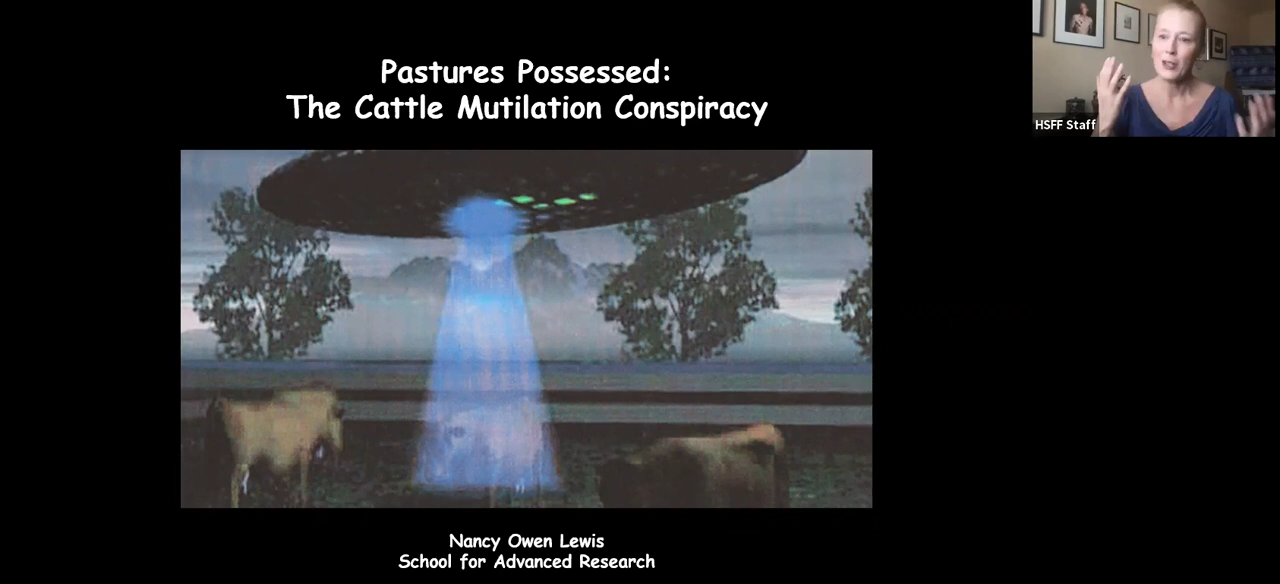 Pastures Possessed:
The Cattle Mutilation Conspiracy
HSFF Staff
Nancy Owen Lewis
School for Advanced Research